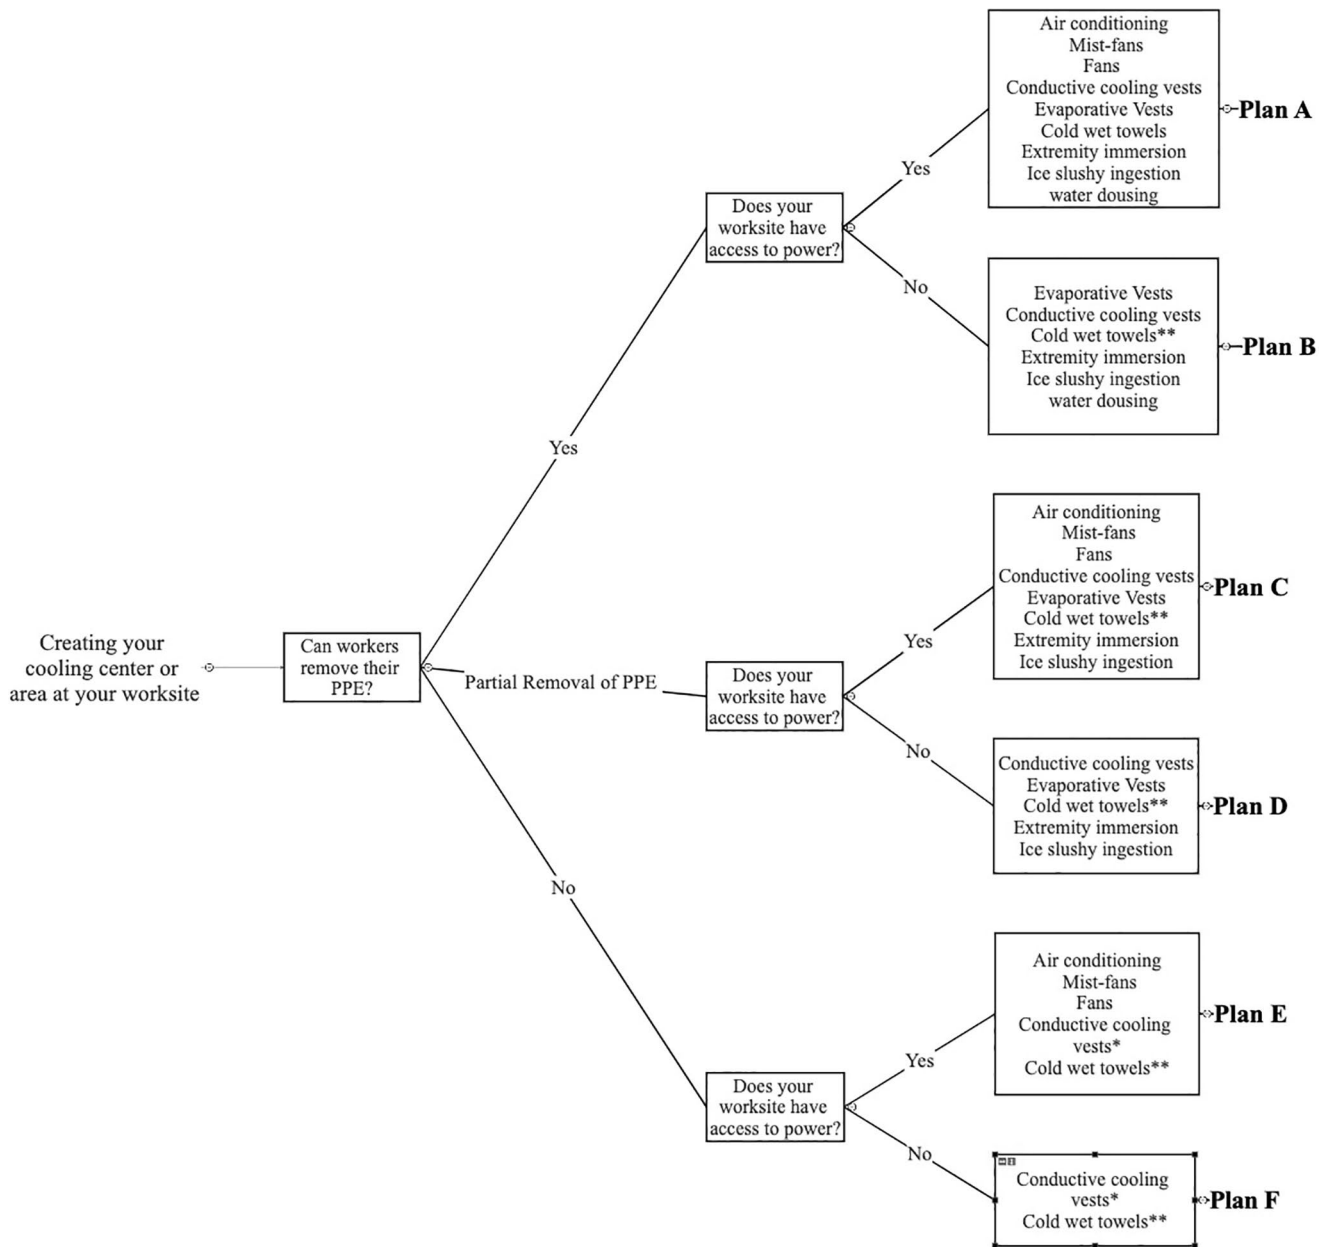 Creating your
cooling center or
area at your worksite
Can workers
remove their
PPE?
Yes
Does your
worksite have
access to power?
Yes
Air conditioning
Mist-fans
Fans
Conductive cooling vests
Evaporative Vests
Cold wet towels
Extremity immersion
Ice slushy ingestion
water dousing
Plan A
No
Evaporative Vests
Conductive cooling vests
Cold wet towels**
Extremity immersion
Ice slushy ingestion
water dousing
Plan B
Partial Removal of PPE
Does your
worksite have
access to power?
Yes
Air conditioning
Mist-fans
Fans
Conductive cooling vests
Evaporative Vests
Cold wet towels**
Extremity immersion
Ice slushy ingestion
Plan C
No
Conductive cooling vests
Evaporative Vests
Cold wet towels**
Extremity immersion
Ice slushy ingestion
Plan D
No
Does your
worksite have
access to power?
Yes
Air conditioning
Mist-fans
Fans
Conductive cooling
vests*
Cold wet towels**
Plan E
No
Conductive cooling
vests*
Cold wet towels**
Plan F